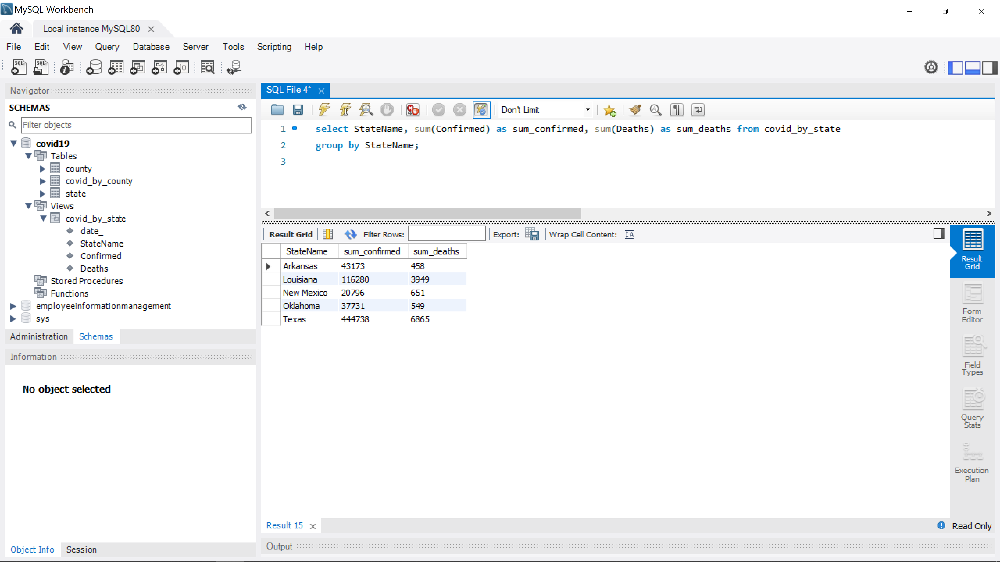 MySQL Workbench
Local instance MySQL80
File Edit View Query Database Server Tools Scripting Help
Navigator
SCHEMAS
Filter objects
covid19
Tables
county
covid_by_county
state
Views
covid_by_state
date_
StateName
Confirmed
Deaths
Stored Procedures
Functions
employeeinformationmanagement
sys
Administration Schemas
Information
No object selected
Object Info Session
SQL File 4*
Don't Limit
1 select StateName, sum(Confirmed) as sum_confirmed, sum(Deaths) as sum_deaths from covid_by_state
2 group by StateName;
3
Result Grid Filter Rows: Export: Wrap Cell Content:
StateName sum_confirmed sum_deaths
Arkansas 43173 458
Louisiana 116280 3949
New Mexico 20796 651
Oklahoma 37731 549
Texas 444738 6865
Result
Grid
Form
Editor
Field
Types
Query
Stats
Execution
Plan
Result 15
Read Only
Output